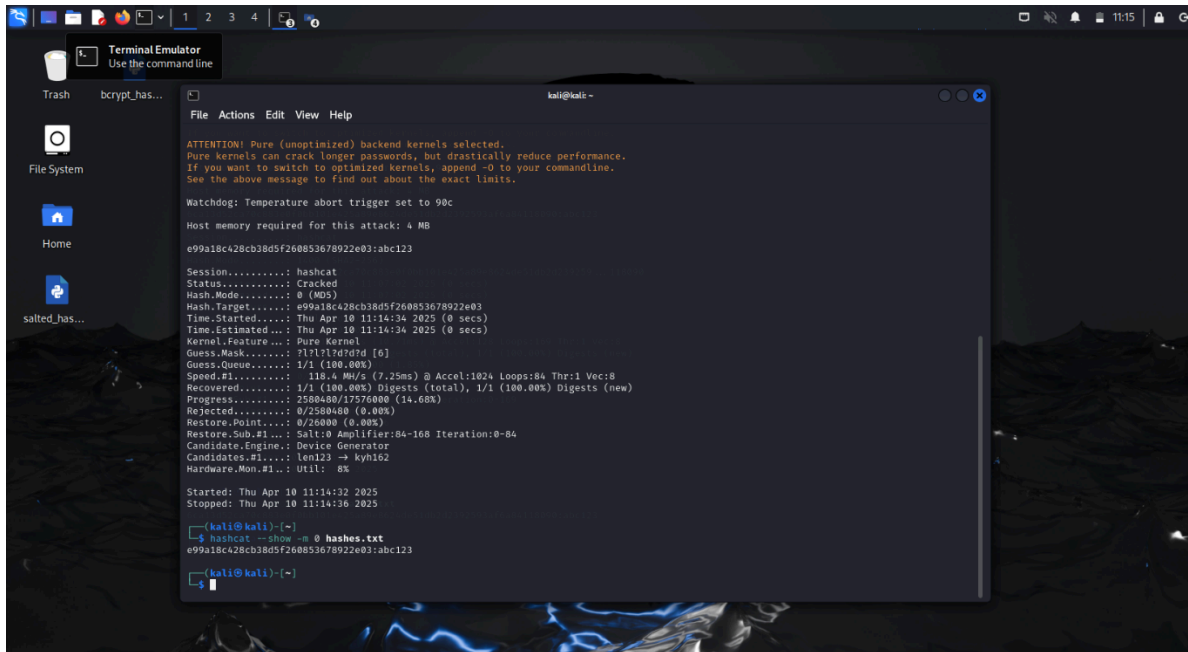 1 2 3 4
11:15
Terminal Emulator
Use the command line
Trash
bcrypt_has...
File System
Home
salted_has...
kali@kali: ~
File Actions Edit View Help
ATTENTION! Pure (unoptimized) backend kernels selected.
Pure kernels can crack longer passwords, but drastically reduce performance.
If you want to switch to optimized kernels, append -O to your commandline.
See the above message to find out about the exact limits.
Watchdog: Temperature abort trigger set to 90c
Host memory required for this attack: 4 MB
e99a18c428cb38d5f260853678922e03:abc123
Session..........: hashcat
Status...........: Cracked
Hash.Mode........: 0 (MD5)
Hash.Target......: e99a18c428cb38d5f260853678922e03
Time.Started.....: Thu Apr 10 11:14:34 2025 (0 secs)
Time.Estimated...: Thu Apr 10 11:14:34 2025 (0 secs)
Kernel.Feature...: Pure Kernel
Guess.Mask.......: ?l?l?l?d?d?d [6]
Guess.Queue......: 1/1 (100.00%)
Speed.#1.........: 118.4 MH/s (7.25ms) @ Accel:1024 Loops:84 Thr:1 Vec:8
Recovered........: 1/1 (100.00%) Digests (total), 1/1 (100.00%) Digests (new)
Progress.........: 2580480/17576000 (14.68%)
Rejected.........: 0/2580480 (0.00%)
Restore.Point....: 0/26000 (0.00%)
Restore.Sub.#1...: Salt:0 Amplifier:84-168 Iteration:0-84
Candidate.Engine.: Device Generator
Candidates.#1....: len123 → kyh162
Hardware.Mon.#1..: Util: 8%
Started: Thu Apr 10 11:14:32 2025
Stopped: Thu Apr 10 11:14:36 2025
(kali㉿kali)-[~]
$ hashcat --show -m 0 hashes.txt
e99a18c428cb38d5f260853678922e03:abc123
(kali㉿kali)-[~]
$